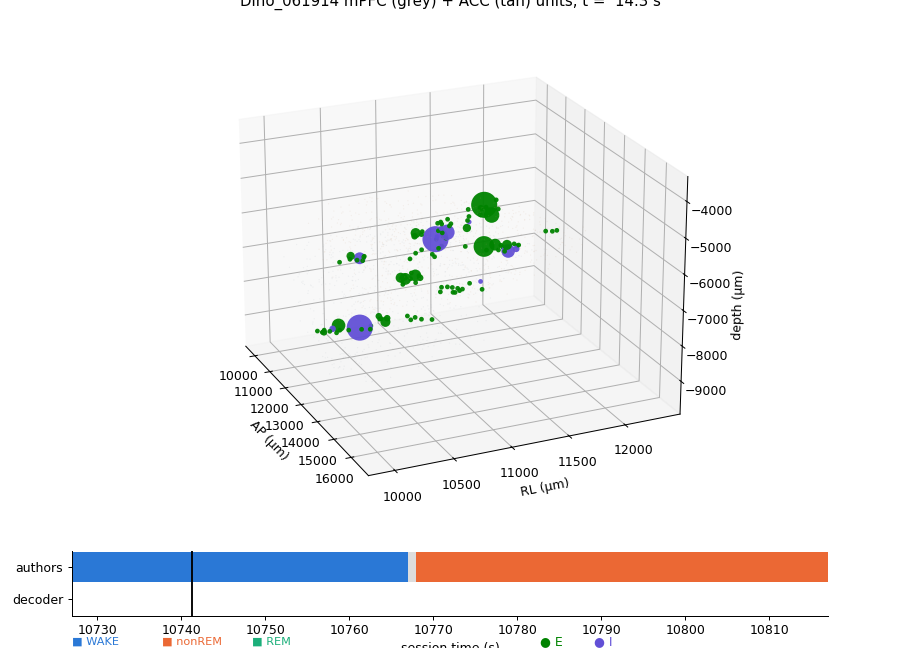 Dino_061914 mPFC (grey) + ACC (tan) units, t = 14.3 s
−4000
−5000
−6000
−7000
−8000
−9000
depth (μm)
10000
11000
12000
13000
14000
15000
16000
AP (μm)
10000
10500
11000
11500
12000
RL (μm)
authors
decoder
10730 10740 10750 10760 10770 10780 10790 10800 10810
session time (s)
WAKE nonREM REM E I